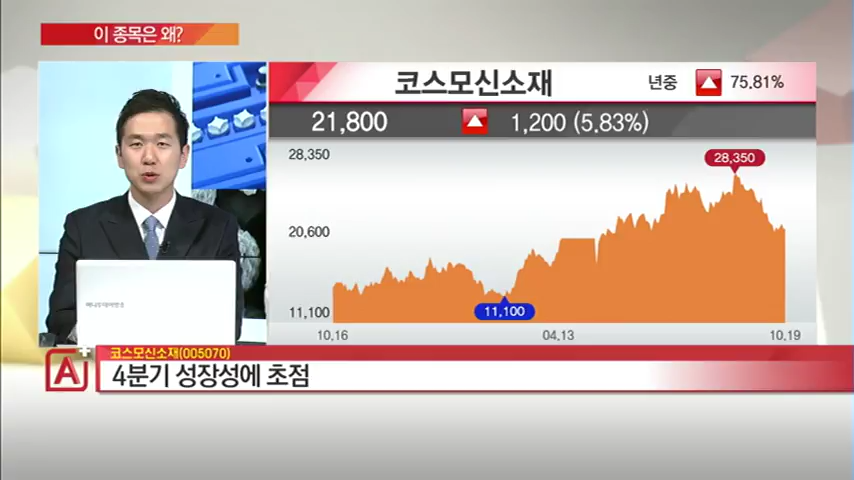 이 종목은 왜?
코스모신소재
년중 75.81%
21,800 1,200 (5.83%)
28,350
28,350
20,600
11,100
11,100
10.16 04.13 10.19
A+
코스모신소재(005070)
4분기 성장성에 초점